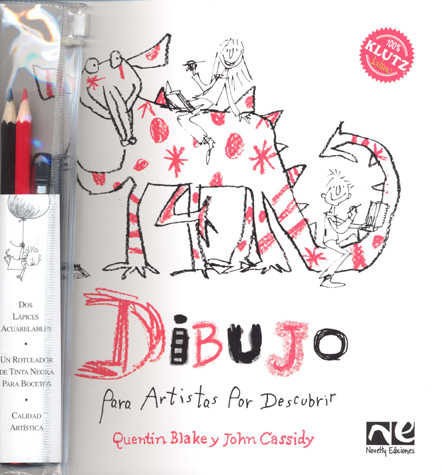 100%
KLUTZ
DIBUJO
Para Artistas Por Descubrir
Quentin Blake y John Cassidy
ne
Novelty Ediciones
DOS
LÁPICES
ACUARELABLES
•
UN ROTULADOR
DE TINTA NEGRA
PARA BOCETOS
•
CALIDAD
ARTÍSTICA